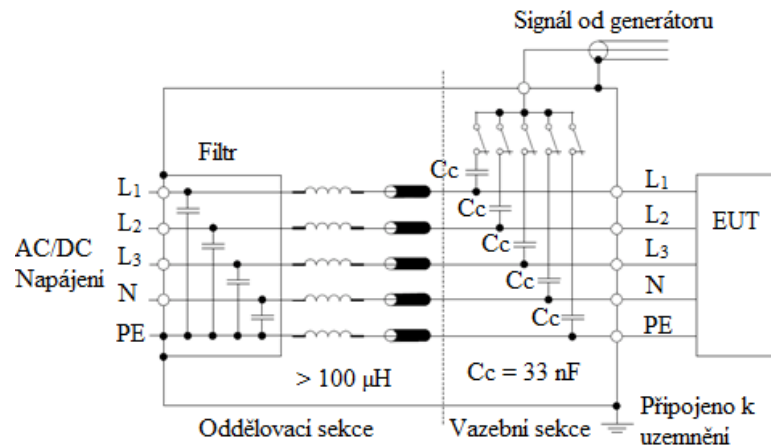 Signál od generátoru
Filtr
Cc
L1
L1
Cc
L2
L2
EUT
AC/DC
Napájení
Cc
L3
L3
Cc
N
N
Cc
PE
PE
> 100 μH
Cc = 33 nF
Oddělovací sekce
Vazební sekce
Připojeno k
uzemnění